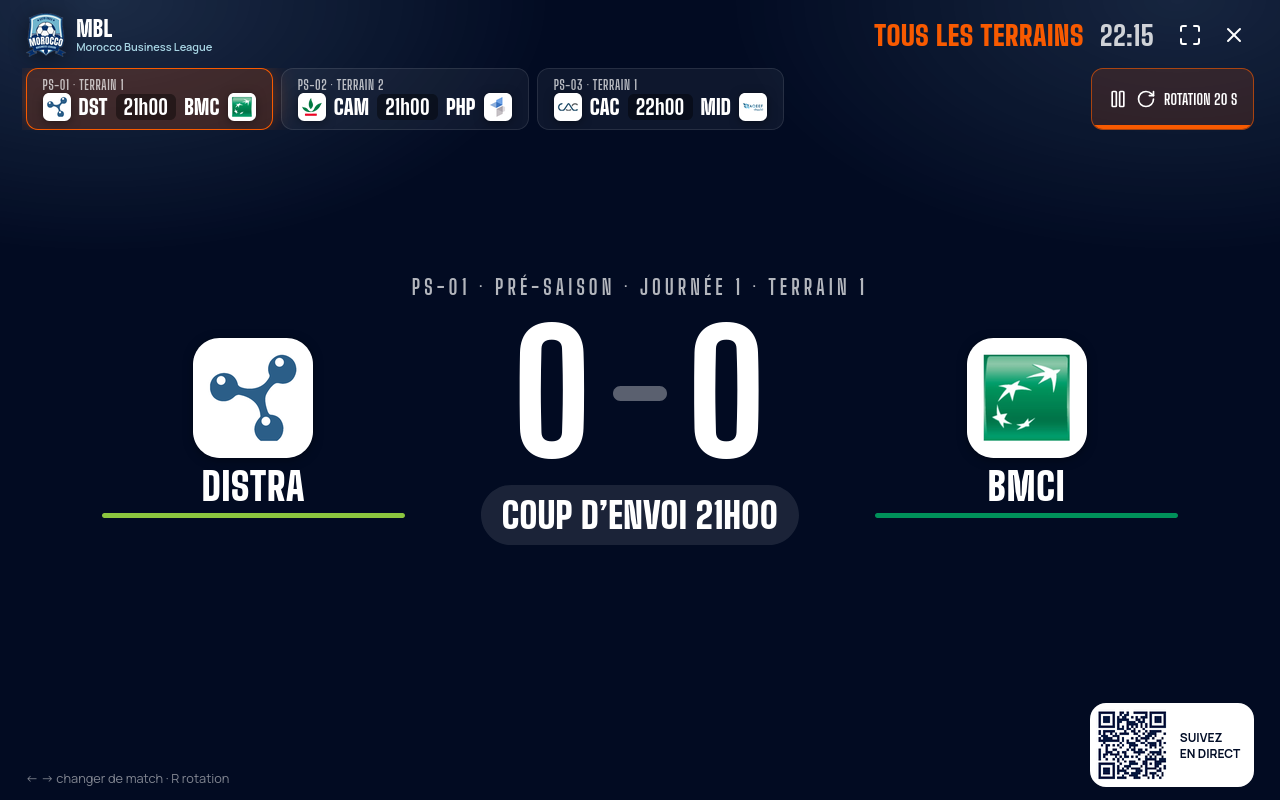 MBL
Morocco Business League
MOROCCO
TOUS LES TERRAINS 22:15
PS-01 · TERRAIN 1
DST 21h00 BMC
PS-02 · TERRAIN 2
CAM 21h00 PHP
PS-03 · TERRAIN 1
CAC 22h00 MID
ROTATION 20 S
PS-01 · PRÉ-SAISON · JOURNÉE 1 · TERRAIN 1
0 - 0
DISTRA
BMCI
COUP D’ENVOI 21H00
SUIVEZ
EN DIRECT
← → changer de match · R rotation